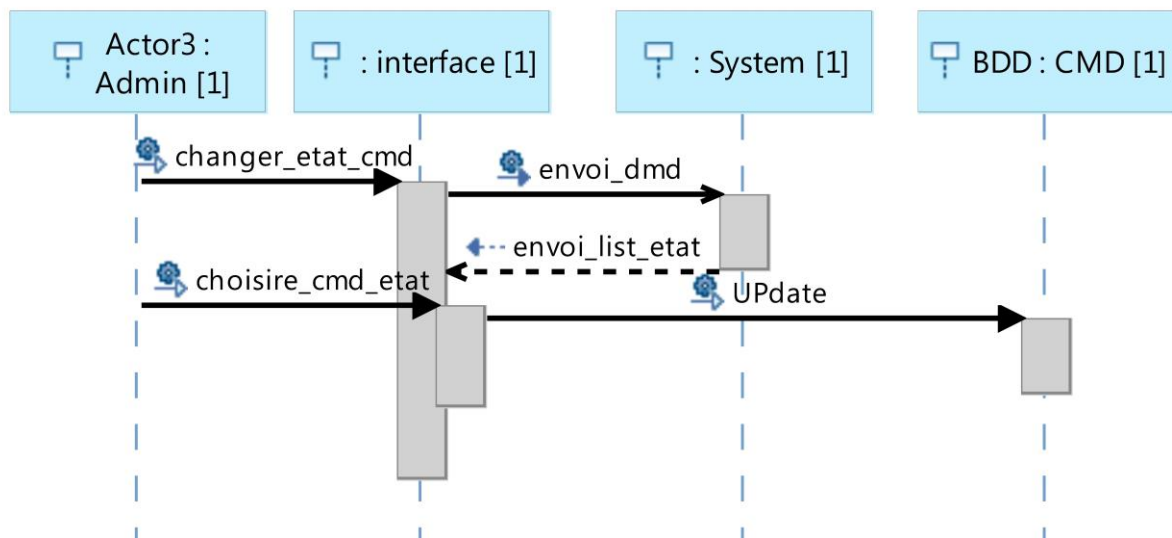 Actor3 :
Admin [1]
: interface [1]
: System [1]
BDD : CMD [1]
changer_etat_cmd
envoi_dmd
envoi_list_etat
choisire_cmd_etat
UPdate